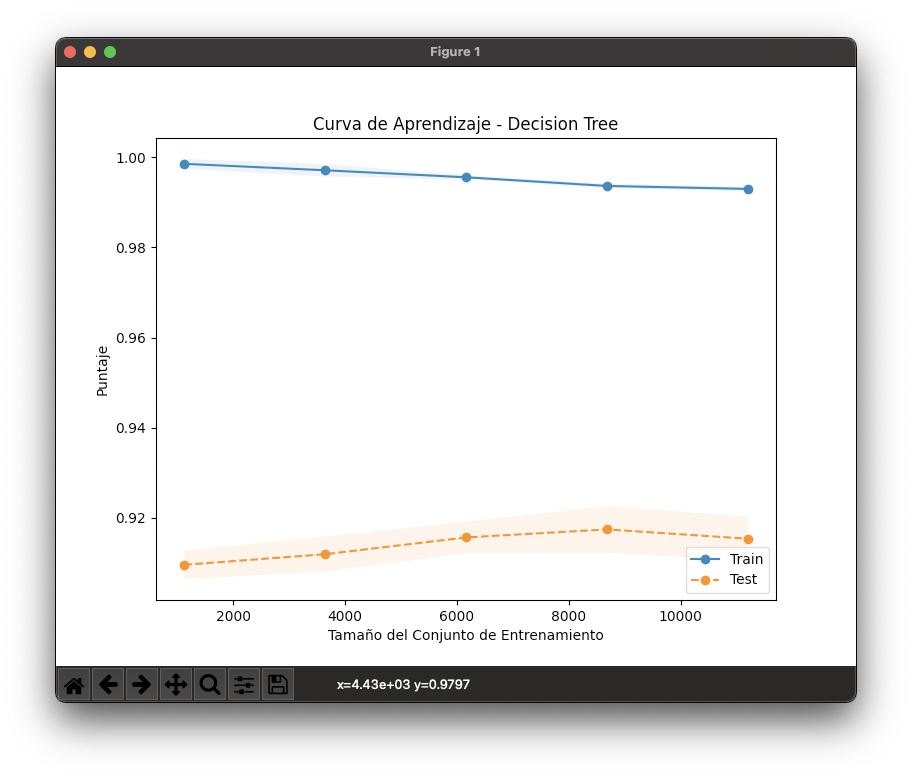 Figure 1
Curva de Aprendizaje - Decision Tree
1.00
0.98
0.96
0.94
0.92
Puntaje
Train
Test
2000 4000 6000 8000 10000
Tamaño del Conjunto de Entrenamiento
x=4.43e+03 y=0.9797